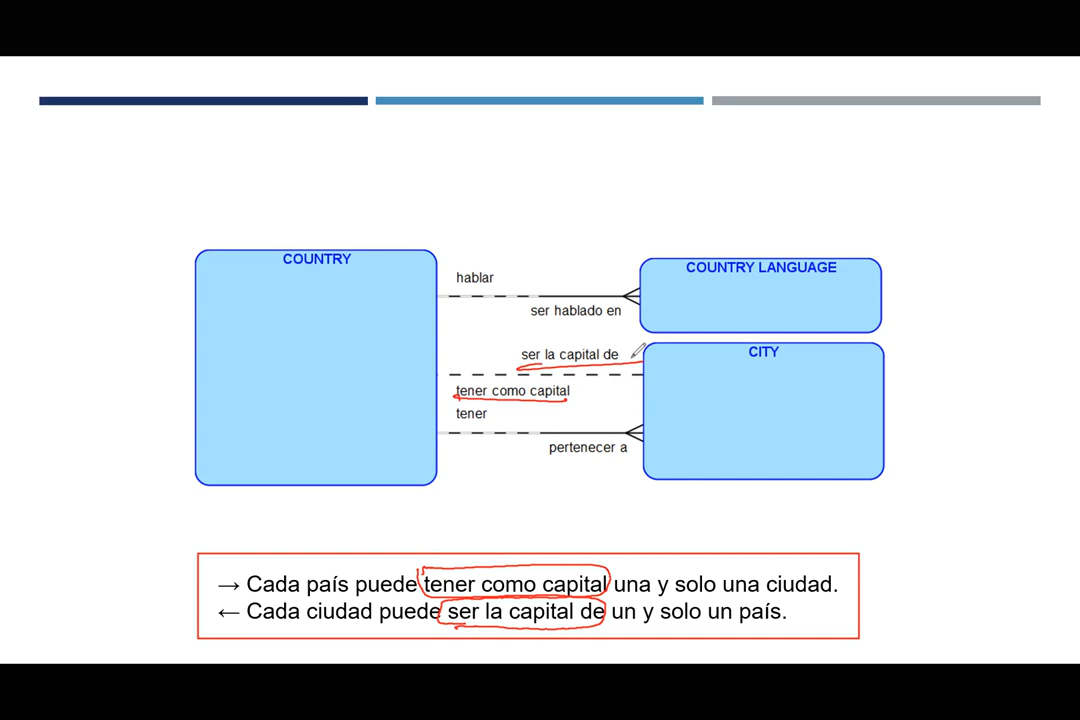 COUNTRY
COUNTRY LANGUAGE
hablar
ser hablado en
ser la capital de
CITY
tener como capital
tener
pertenecer a
→ Cada país puede tener como capital una y solo una ciudad.
← Cada ciudad puede ser la capital de un y solo un país.